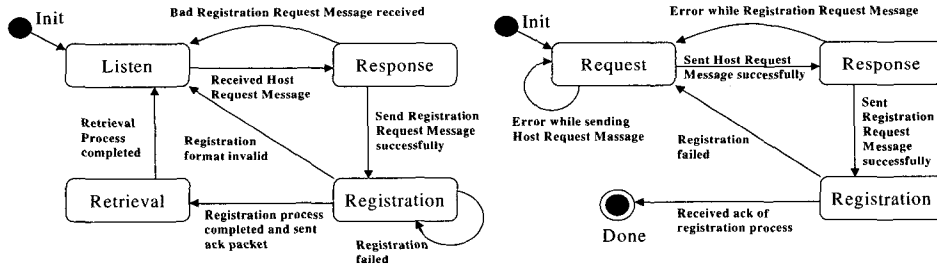 Init
Bad Registration Request Message received
Listen
Response
Received Host
Request Message
Retrieval
Process
completed
Registration
format invalid
Send Registration
Request Message
successfully
Retrieval
Registration
Registration process
completed and sent
ack packet
Registration
failed
Init
Error while Registration Request Message
Request
Response
Sent Host Request
Message successfully
Error while sending
Host Request Massage
Registration
failed
Sent
Registration
Request
Message
successfully
Registration
Done
Received ack of
registration process